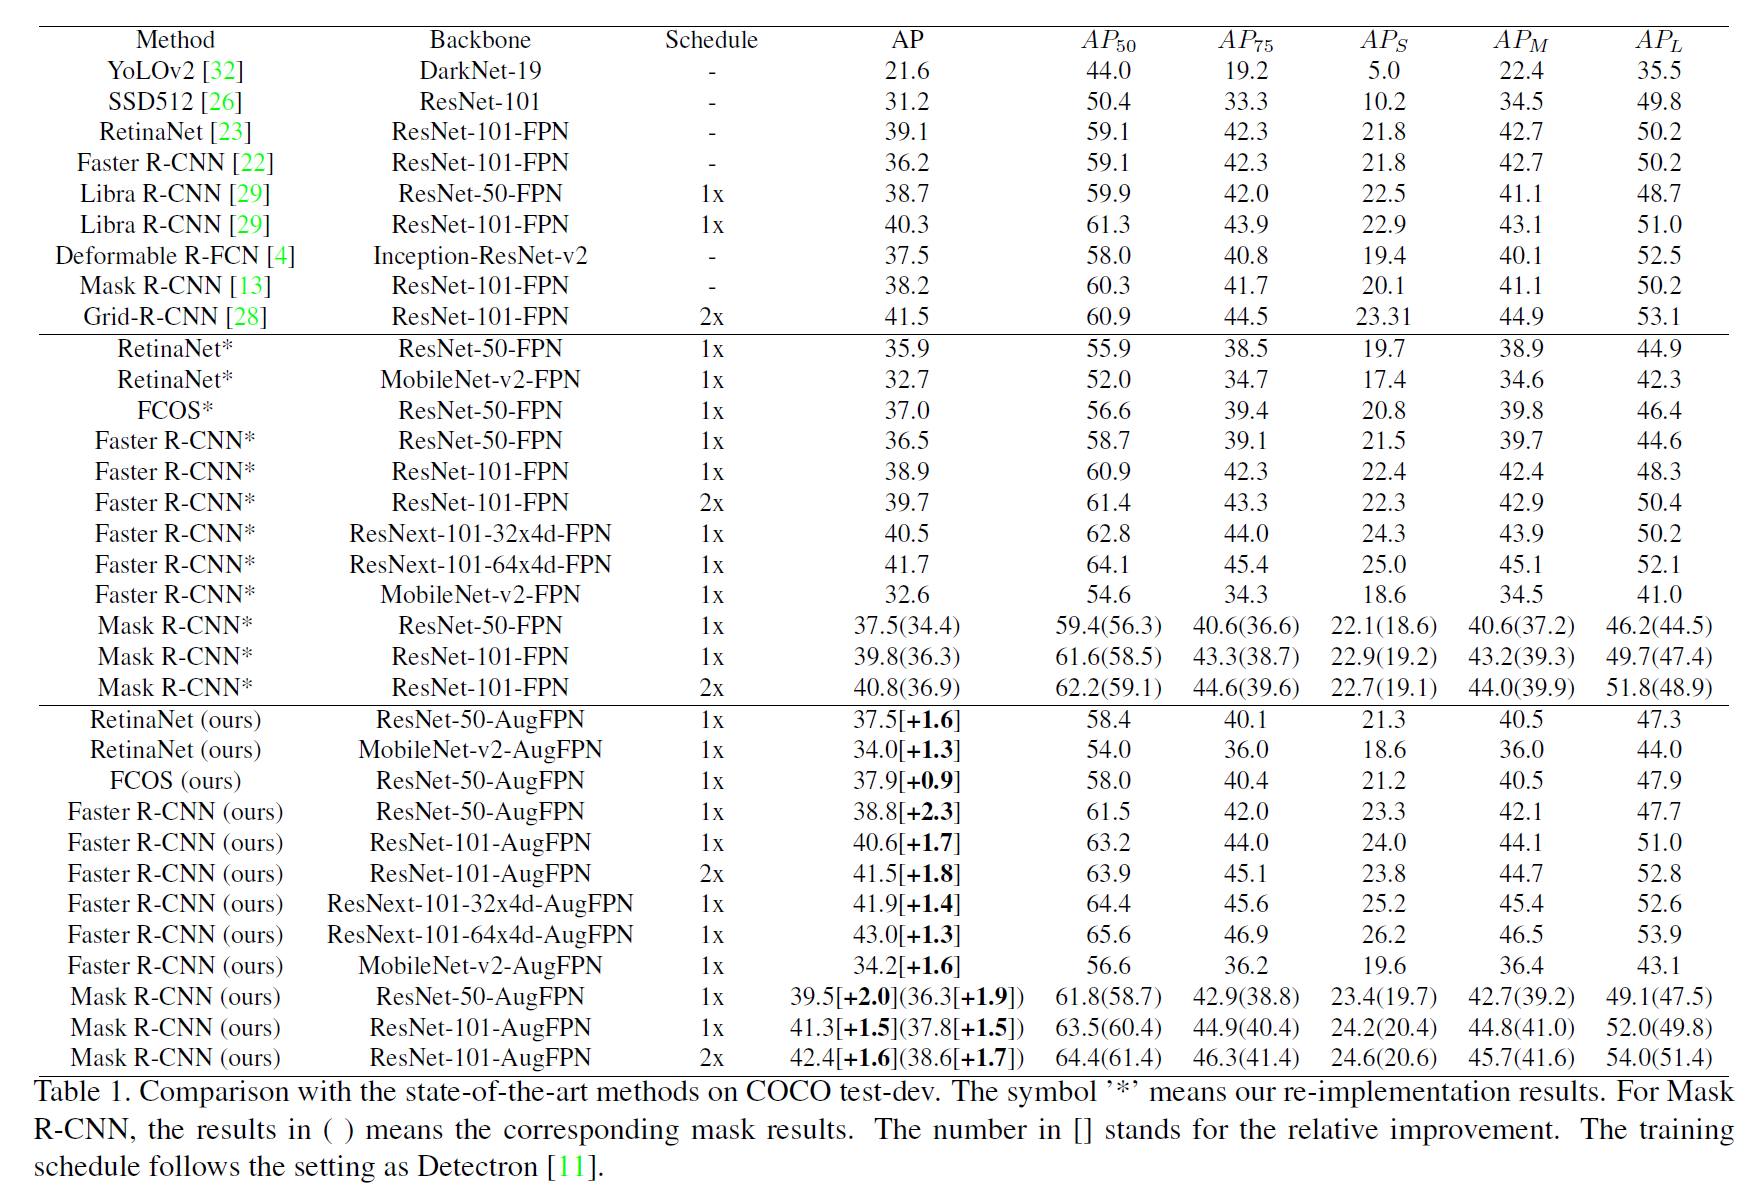 Method Backbone Schedule AP AP50 AP75 APS APM APL
YoLOv2 [32] DarkNet-19 - 21.6 44.0 19.2 5.0 22.4 35.5
SSD512 [26] ResNet-101 - 31.2 50.4 33.3 10.2 34.5 49.8
RetinaNet [23] ResNet-101-FPN - 39.1 59.1 42.3 21.8 42.7 50.2
Faster R-CNN [22] ResNet-101-FPN - 36.2 59.1 42.3 21.8 42.7 50.2
Libra R-CNN [29] ResNet-50-FPN 1x 38.7 59.9 42.0 22.5 41.1 48.7
Libra R-CNN [29] ResNet-101-FPN 1x 40.3 61.3 43.9 22.9 43.1 51.0
Deformable R-FCN [4] Inception-ResNet-v2 - 37.5 58.0 40.8 19.4 40.1 52.5
Mask R-CNN [13] ResNet-101-FPN - 38.2 60.3 41.7 20.1 41.1 50.2
Grid-R-CNN [28] ResNet-101-FPN 2x 41.5 60.9 44.5 23.31 44.9 53.1
RetinaNet* ResNet-50-FPN 1x 35.9 55.9 38.5 19.7 38.9 44.9
RetinaNet* MobileNet-v2-FPN 1x 32.7 52.0 34.7 17.4 34.6 42.3
FCOS* ResNet-50-FPN 1x 37.0 56.6 39.4 20.8 39.8 46.4
Faster R-CNN* ResNet-50-FPN 1x 36.5 58.7 39.1 21.5 39.7 44.6
Faster R-CNN* ResNet-101-FPN 1x 38.9 60.9 42.3 22.4 42.4 48.3
Faster R-CNN* ResNet-101-FPN 2x 39.7 61.4 43.3 22.3 42.9 50.4
Faster R-CNN* ResNext-101-32x4d-FPN 1x 40.5 62.8 44.0 24.3 43.9 50.2
Faster R-CNN* ResNext-101-64x4d-FPN 1x 41.7 64.1 45.4 25.0 45.1 52.1
Faster R-CNN* MobileNet-v2-FPN 1x 32.6 54.6 34.3 18.6 34.5 41.0
Mask R-CNN* ResNet-50-FPN 1x 37.5(34.4) 59.4(56.3) 40.6(36.6) 22.1(18.6) 40.6(37.2) 46.2(44.5)
Mask R-CNN* ResNet-101-FPN 1x 39.8(36.3) 61.6(58.5) 43.3(38.7) 22.9(19.2) 43.2(39.3) 49.7(47.4)
Mask R-CNN* ResNet-101-FPN 2x 40.8(36.9) 62.2(59.1) 44.6(39.6) 22.7(19.1) 44.0(39.9) 51.8(48.9)
RetinaNet (ours) ResNet-50-AugFPN 1x 37.5[+1.6] 58.4 40.1 21.3 40.5 47.3
RetinaNet (ours) MobileNet-v2-AugFPN 1x 34.0[+1.3] 54.0 36.0 18.6 36.0 44.0
FCOS (ours) ResNet-50-AugFPN 1x 37.9[+0.9] 58.0 40.4 21.2 40.5 47.9
Faster R-CNN (ours) ResNet-50-AugFPN 1x 38.8[+2.3] 61.5 42.0 23.3 42.1 47.7
Faster R-CNN (ours) ResNet-101-AugFPN 1x 40.6[+1.7] 63.2 44.0 24.0 44.1 51.0
Faster R-CNN (ours) ResNet-101-AugFPN 2x 41.5[+1.8] 63.9 45.1 23.8 44.7 52.8
Faster R-CNN (ours) ResNext-101-32x4d-AugFPN 1x 41.9[+1.4] 64.4 45.6 25.2 45.4 52.6
Faster R-CNN (ours) ResNext-101-64x4d-AugFPN 1x 43.0[+1.3] 65.6 46.9 26.2 46.5 53.9
Faster R-CNN (ours) MobileNet-v2-AugFPN 1x 34.2[+1.6] 56.6 36.2 19.6 36.4 43.1
Mask R-CNN (ours) ResNet-50-AugFPN 1x 39.5[+2.0](36.3[+1.9]) 61.8(58.7) 42.9(38.8) 23.4(19.7) 42.7(39.2) 49.1(47.5)
Mask R-CNN (ours) ResNet-101-AugFPN 1x 41.3[+1.5](37.8[+1.5]) 63.5(60.4) 44.9(40.4) 24.2(20.4) 44.8(41.0) 52.0(49.8)
Mask R-CNN (ours) ResNet-101-AugFPN 2x 42.4[+1.6](38.6[+1.7]) 64.4(61.4) 46.3(41.4) 24.6(20.6) 45.7(41.6) 54.0(51.4)
Table 1. Comparison with the state-of-the-art methods on COCO test-dev. The symbol ’*’ means our re-implementation results. For Mask
R-CNN, the results in ( ) means the corresponding mask results. The number in [] stands for the relative improvement. The training
schedule follows the setting as Detectron [11].